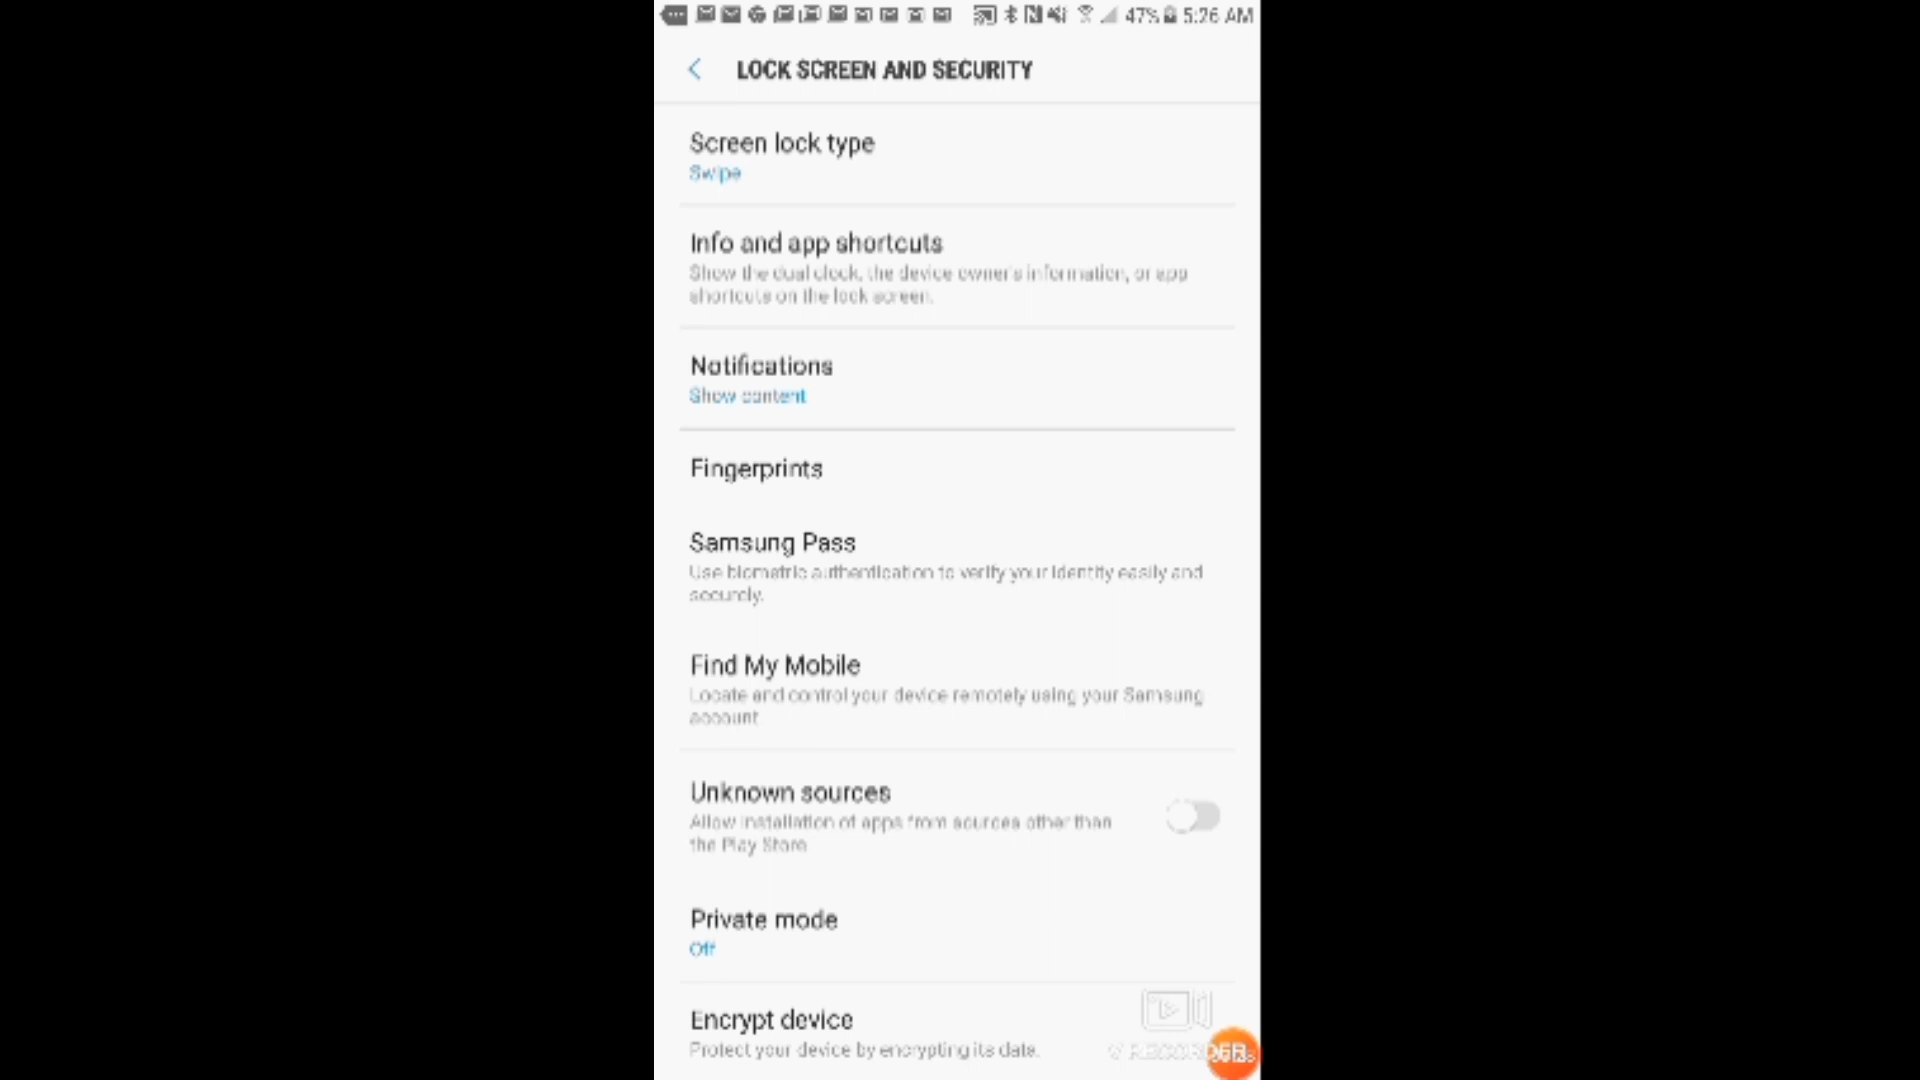 47% 5:26 AM
LOCK SCREEN AND SECURITY
Screen lock type
Swipe
Info and app shortcuts
Show the dual clock, the device owner's information, or app
shortcuts on the lock screen.
Notifications
Show content
Fingerprints
Samsung Pass
Use biometric authentication to verify your identity easily and
securely.
Find My Mobile
Locate and control your device remotely using your Samsung
account
Unknown sources
Allow installation of apps from sources other than
the Play Store
Private mode
Off
Encrypt device
Protect your device by encrypting its data.
V RECORDER